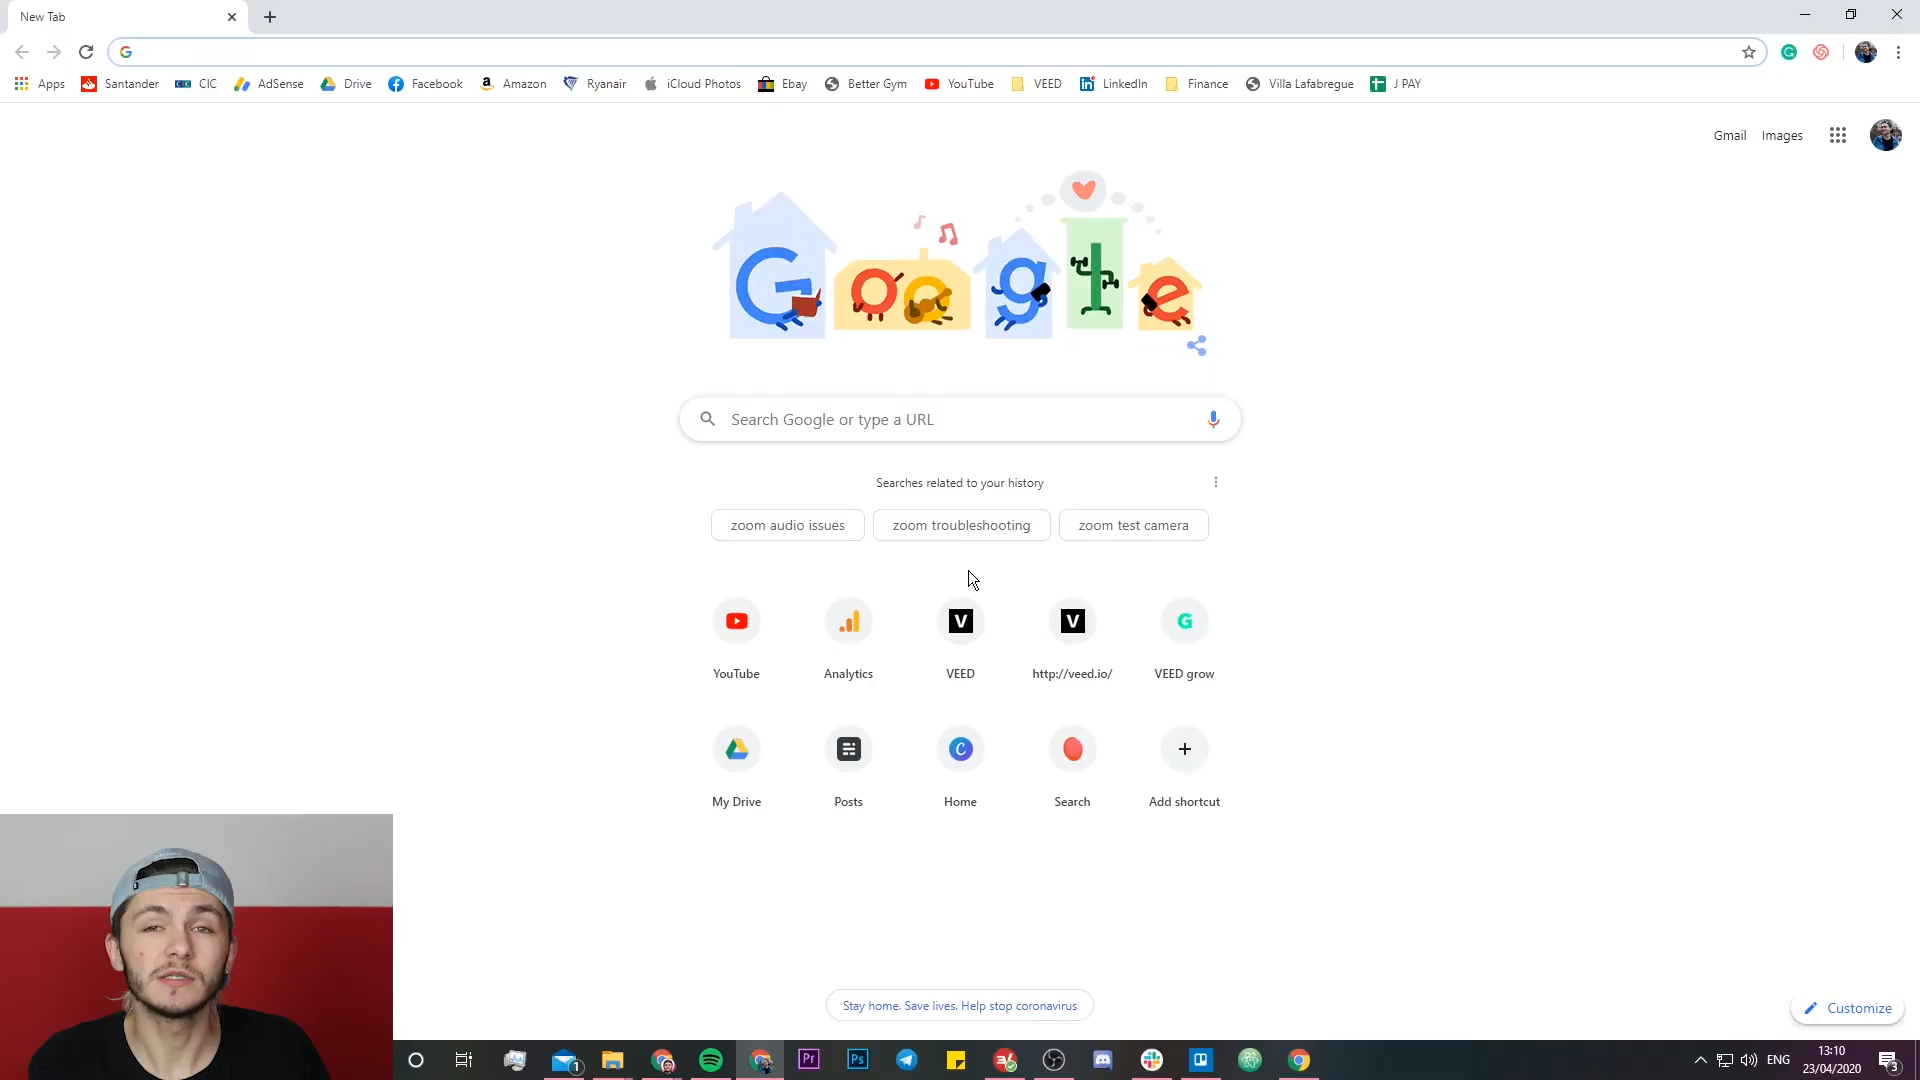 New Tab
Apps Santander CIC AdSense Drive Facebook Amazon Ryanair iCloud Photos Ebay Better Gym YouTube VEED LinkedIn Finance Villa Lafabregue J PAY
Gmail Images
Google
Search Google or type a URL
Searches related to your history
zoom audio issues zoom troubleshooting zoom test camera
YouTube Analytics VEED http://veed.io/ VEED grow
My Drive Posts Home Search Add shortcut
Stay home. Save lives. Help stop coronavirus
Customize
ENG
13:10
23/04/2020